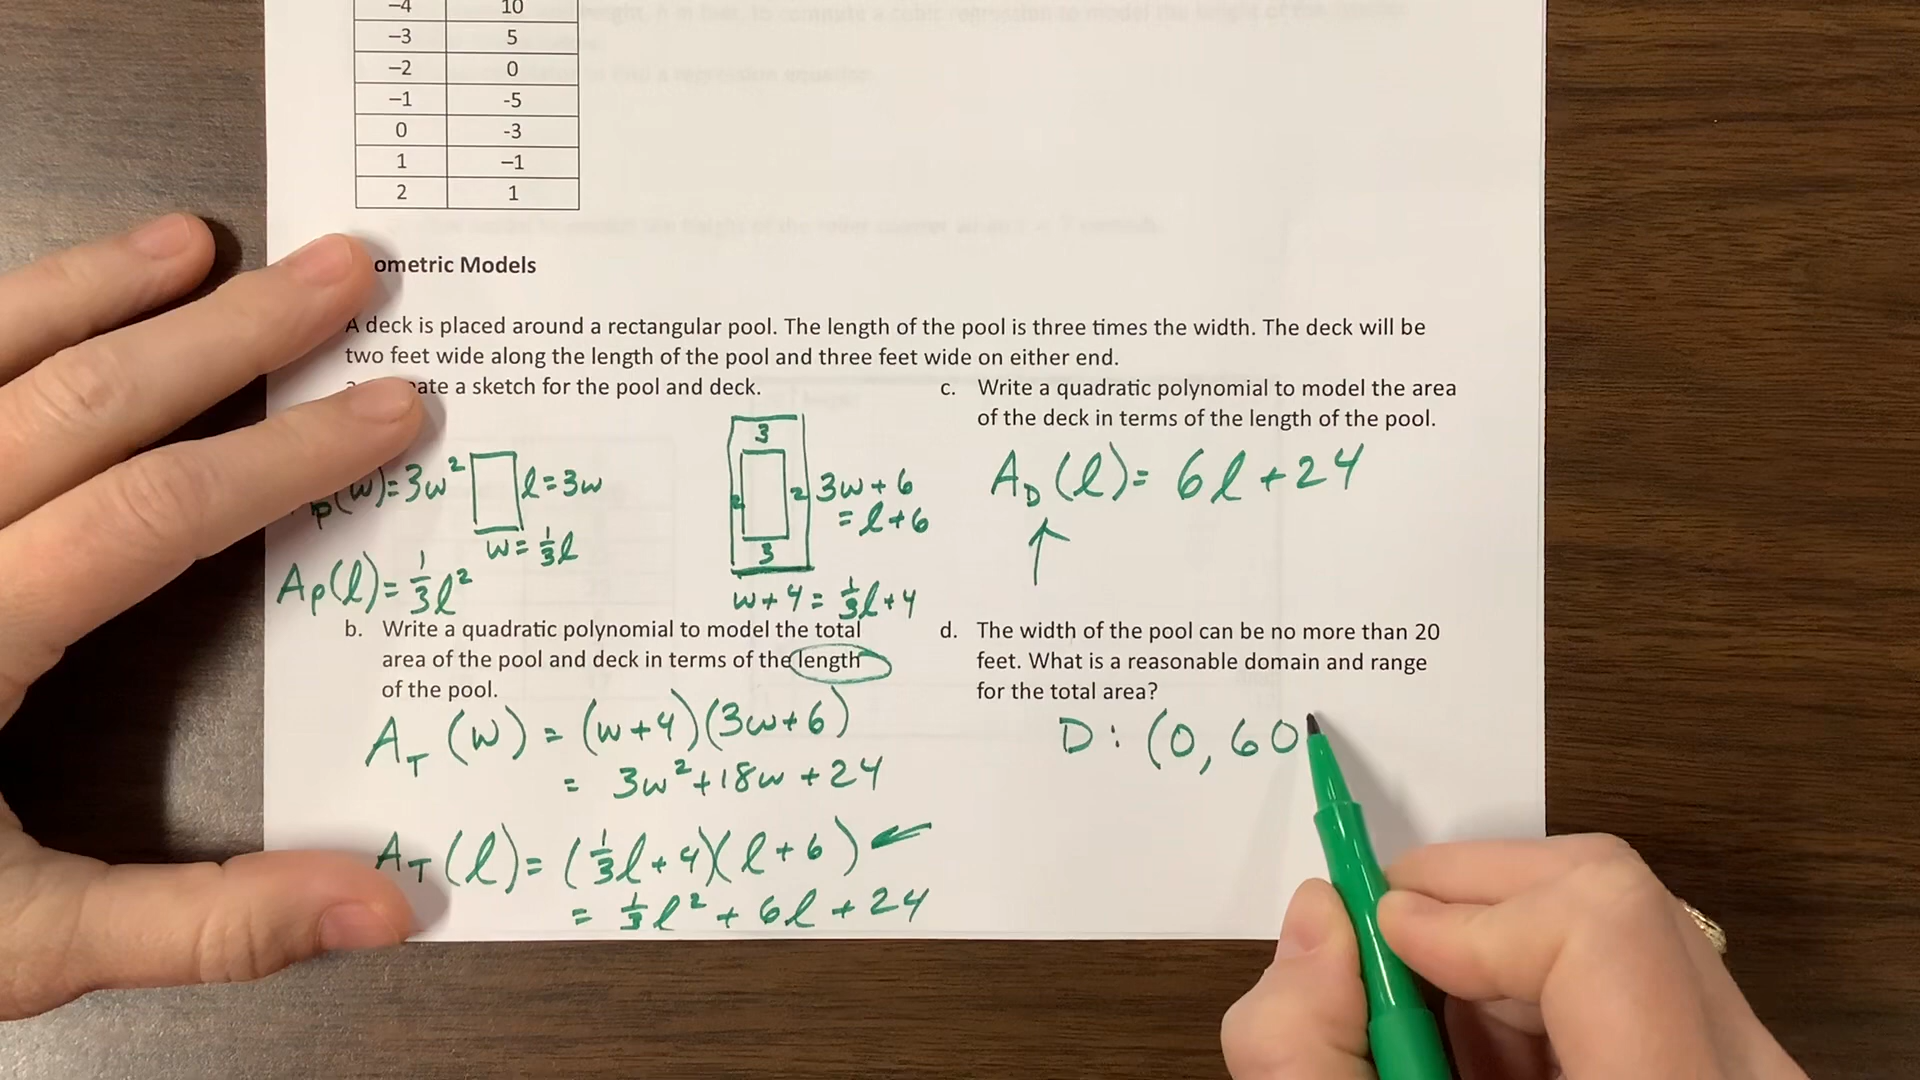 −4 10
−3 5
−2 0
−1 -5
0 -3
1 −1
2 1
ometric Models
A deck is placed around a rectangular pool. The length of the pool is three times the width. The deck will be
two feet wide along the length of the pool and three feet wide on either end.
ate a sketch for the pool and deck.
p(w)=3w² l=3w
w=⅓l
Ap(l)=⅓l²
3
2 2 3w+6
=l+6
3
w+4=⅓l+4
b. Write a quadratic polynomial to model the total
area of the pool and deck in terms of the length
of the pool.
A_T(w) = (w+4)(3w+6)
= 3w²+18w+24
A_T(l)=(⅓l+4)(l+6)
= ⅓l²+6l+24
c. Write a quadratic polynomial to model the area
of the deck in terms of the length of the pool.
A_D(l)= 6l+24
d. The width of the pool can be no more than 20
feet. What is a reasonable domain and range
for the total area?
D: (0, 60